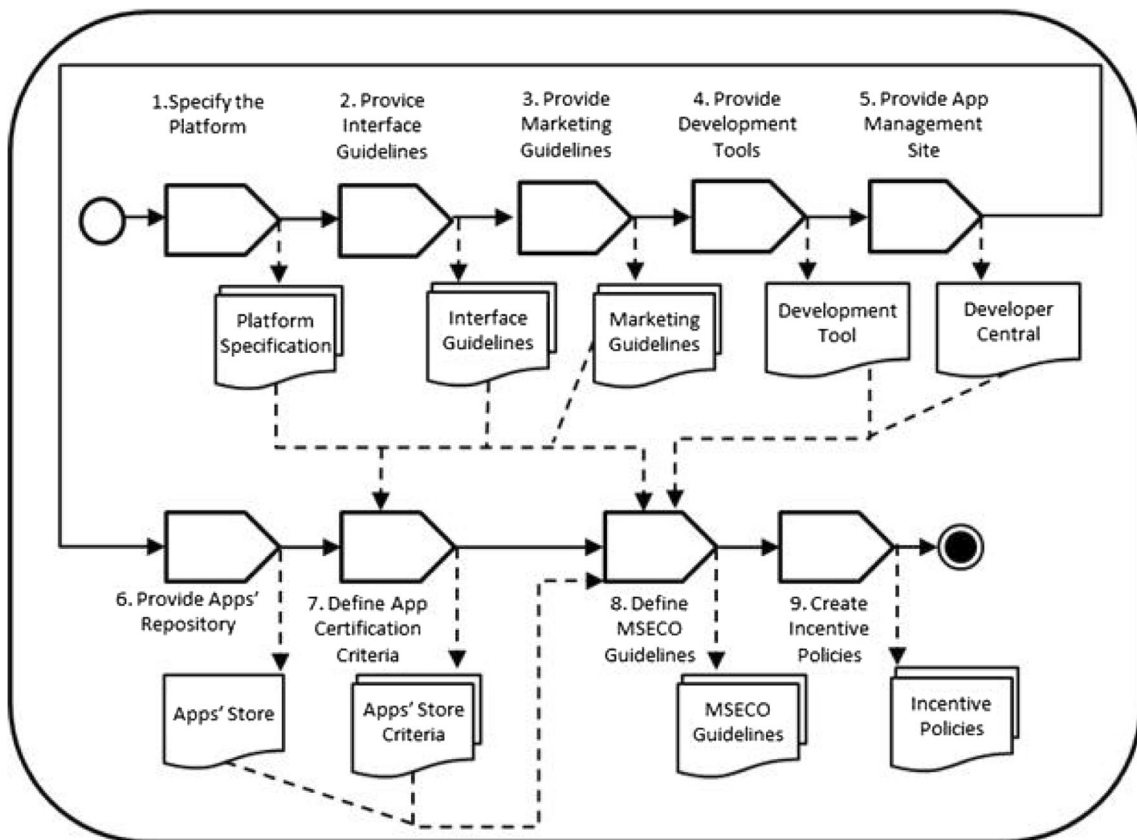 1.Specify the
Platform
2. Provice
Interface
Guidelines
3. Provide
Marketing
Guidelines
4. Provide
Development
Tools
5. Provide App
Management
Site
Platform
Specification
Interface
Guidelines
Marketing
Guidelines
Development
Tool
Developer
Central
6. Provide Apps’
Repository
7. Define App
Certification
Criteria
8. Define
MSECO
Guidelines
9. Create
Incentive
Policies
Apps’ Store
Apps’ Store
Criteria
MSECO
Guidelines
Incentive
Policies